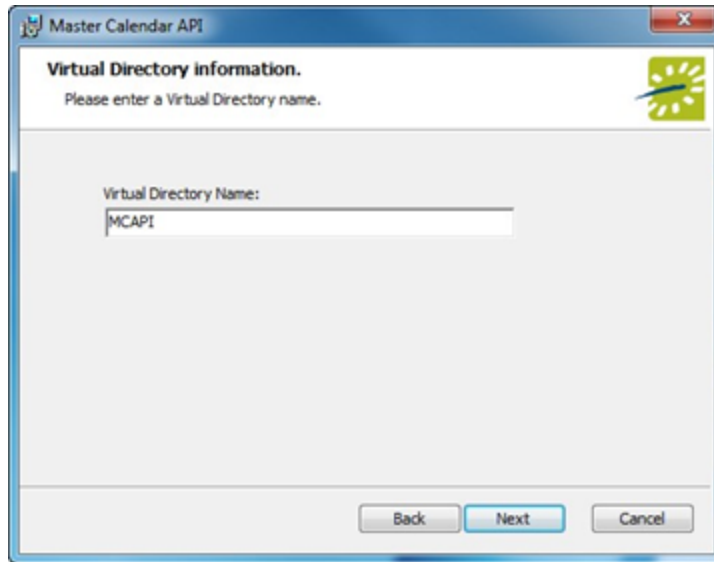 Master Calendar API
Virtual Directory information.
Please enter a Virtual Directory name.
Virtual Directory Name:
MCAPI
Back Next Cancel